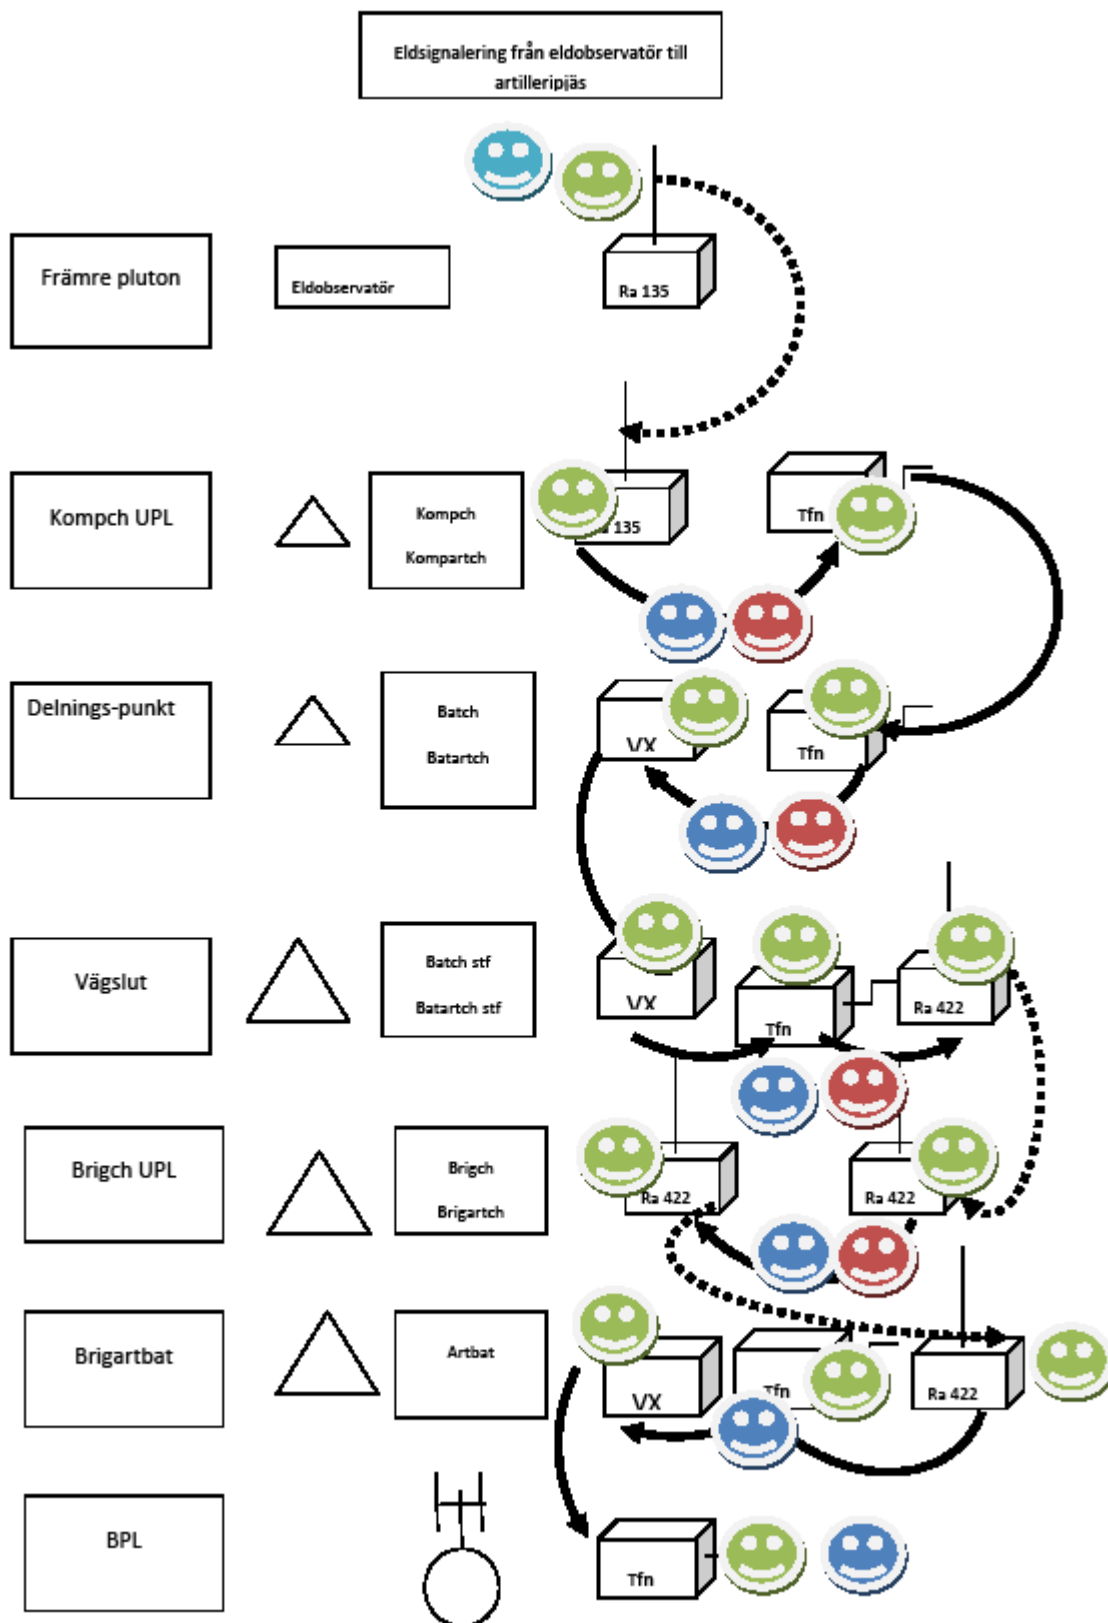 Eldsignalering från eldobservatör till
artilleripjäs
Främre pluton
Eldobservatör
Ra 135
Kompch UPL
Kompch
Kompartch
135
Tfn
Delnings-punkt
Batch
Batartch
VX
Tfn
Vägslut
Batch stf
Batartch stf
VX
Tfn
Ra 422
Brigch UPL
Brigch
Brigartch
Ra 422
Ra 422
Brigartbat
Artbat
VX
Tfn
Ra 422
BPL
Tfn